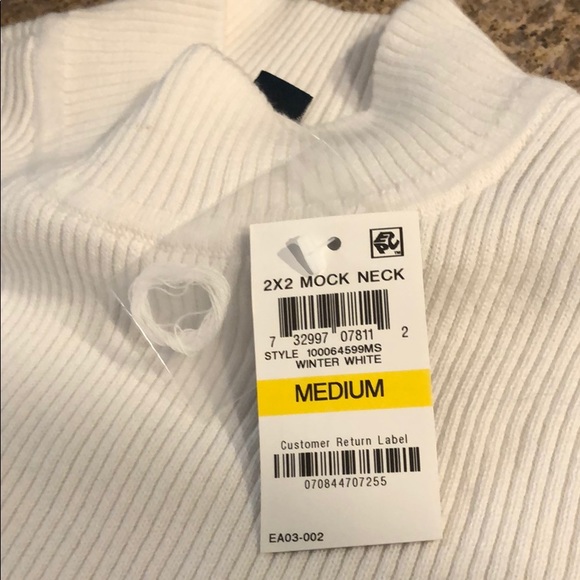 2X2 MOCK NECK
7 32997 07811 2
STYLE 100064599MS
WINTER WHITE
MEDIUM
Customer Return Label
070844707255
EA03-002